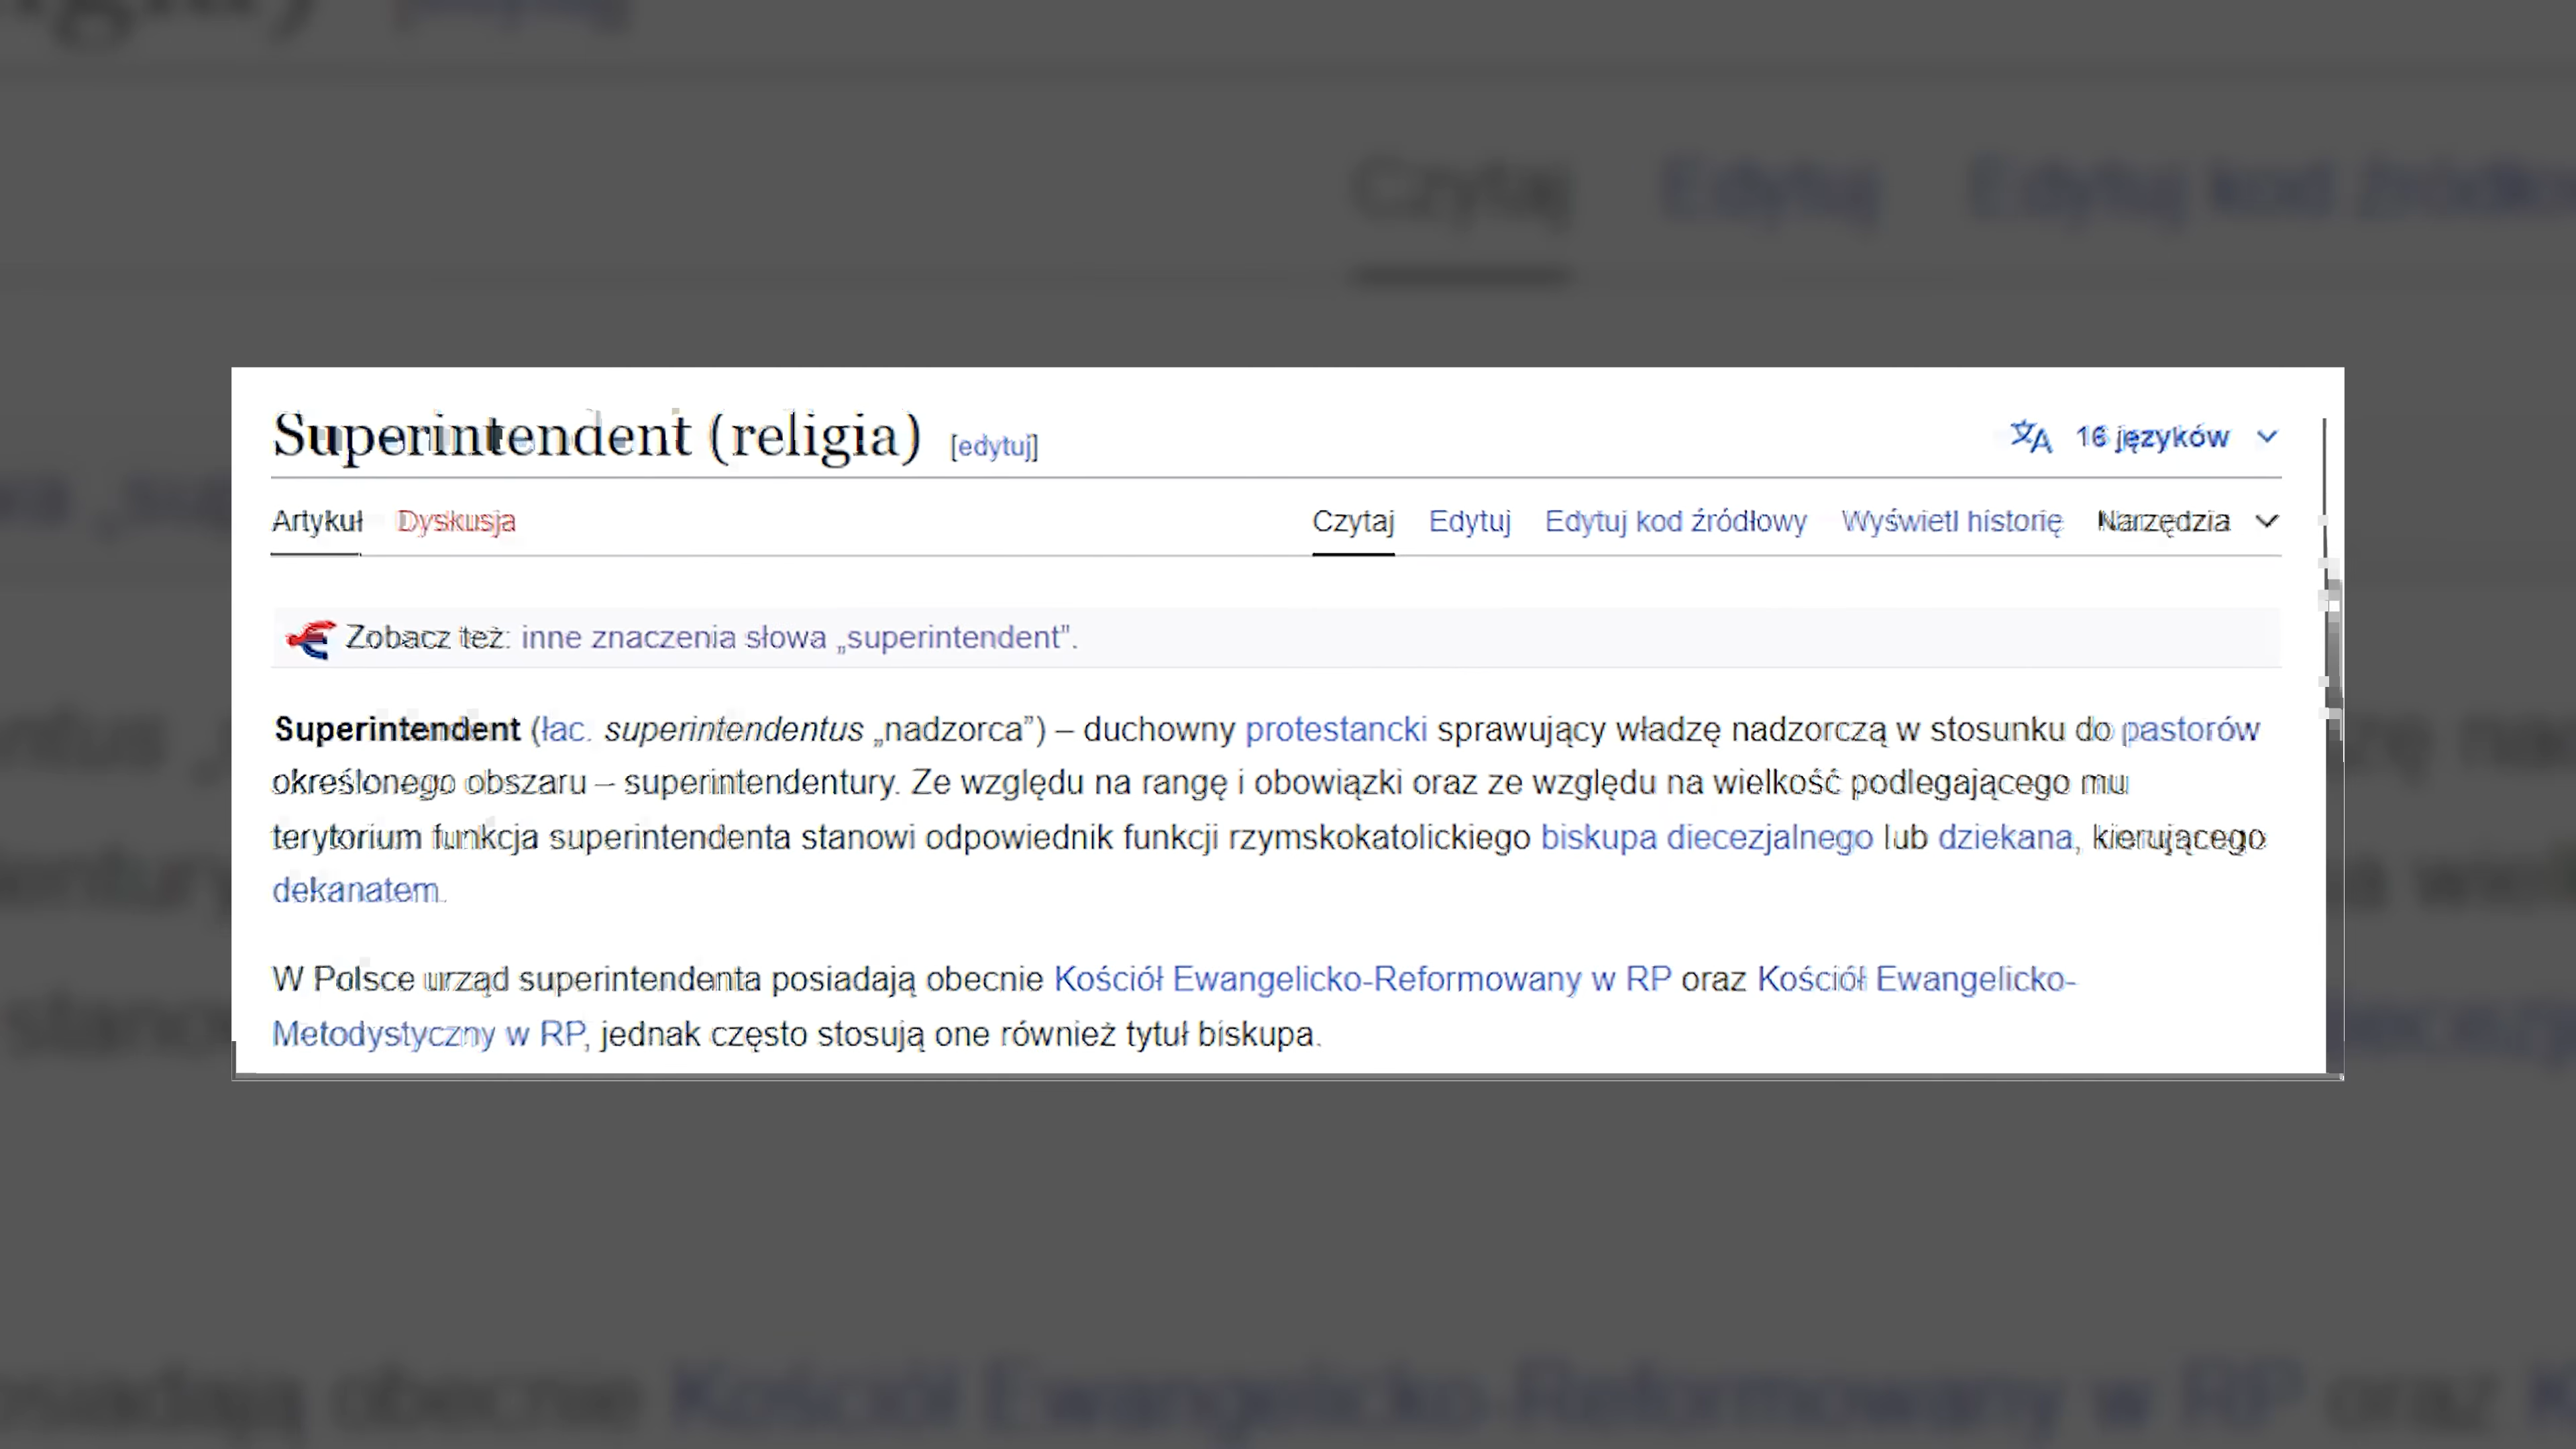 Superintendent (religia) [edytuj] 16 języków
Artykuł Dyskusja Czytaj Edytuj Edytuj kod źródłowy Wyświetl historię Narzędzia
Zobacz też: inne znaczenia słowa „superintendent”.
Superintendent (łac. superintendentus „nadzorca”) – duchowny protestancki sprawujący władzę nadzorczą w stosunku do pastorów
określonego obszaru – superintendentury. Ze względu na rangę i obowiązki oraz ze względu na wielkość podlegającego mu
terytorium funkcja superintendenta stanowi odpowiednik funkcji rzymskokatolickiego biskupa diecezjalnego lub dziekana, kierującego
dekanatem.
W Polsce urząd superintendenta posiadają obecnie Kościół Ewangelicko-Reformowany w RP oraz Kościół Ewangelicko-
Metodystyczny w RP, jednak często stosują one również tytuł biskupa.